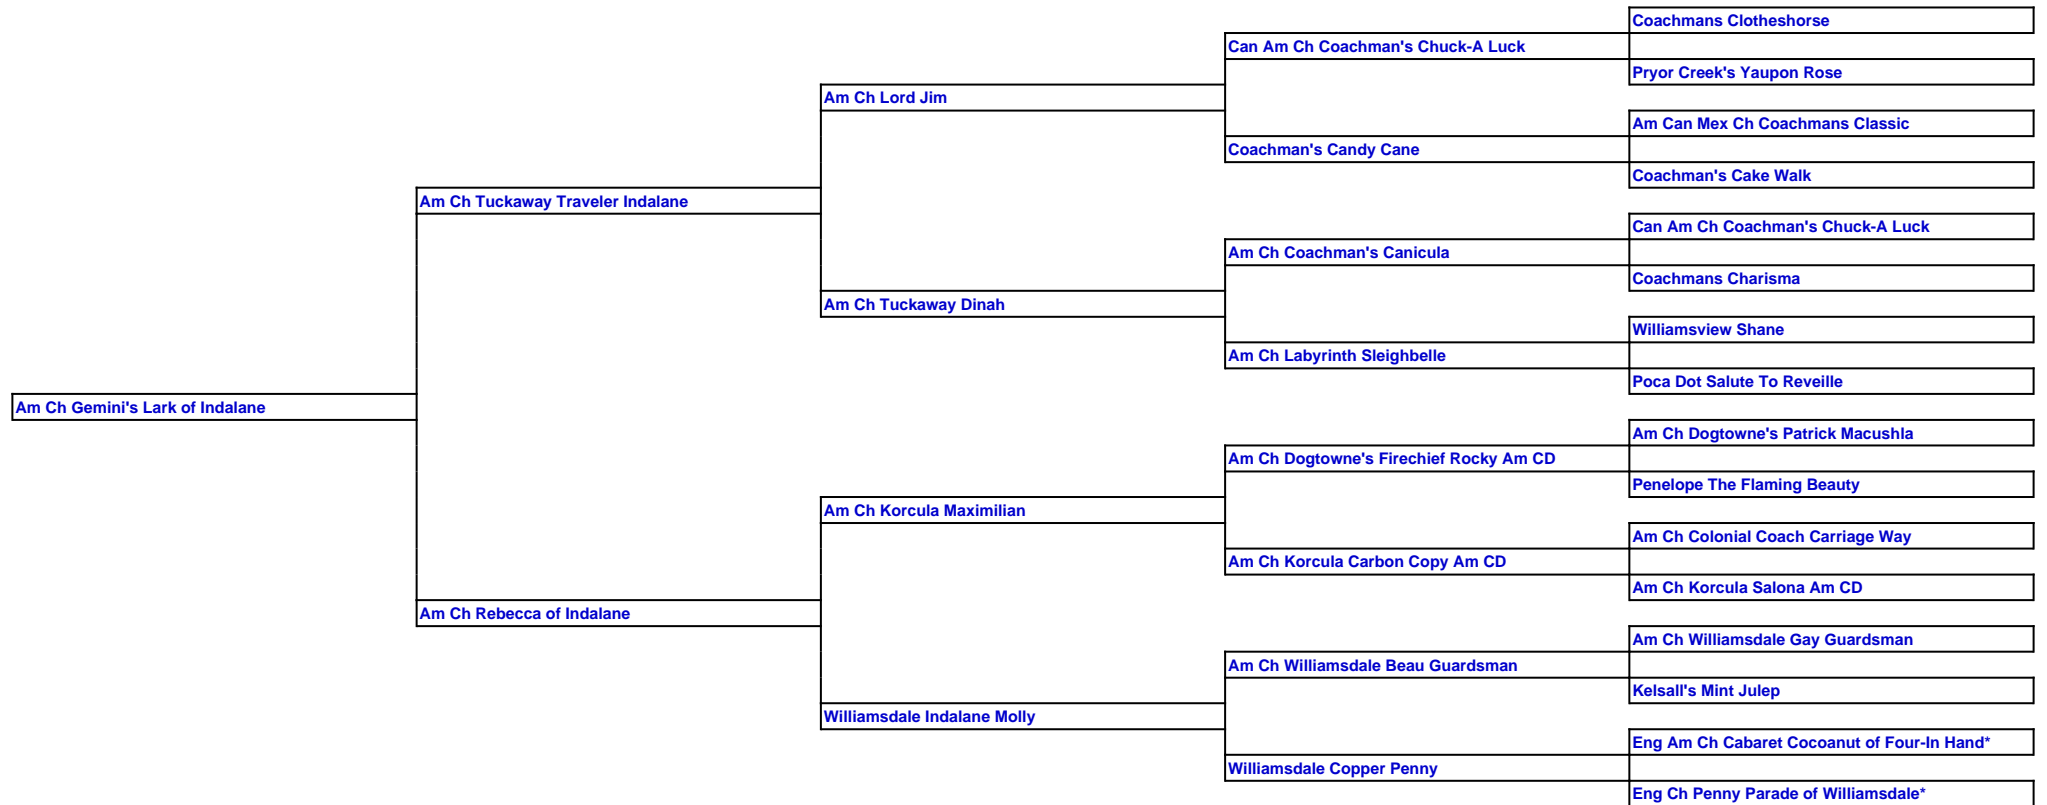 Coachmans Clotheshorse
Can Am Ch Coachman's Chuck-A Luck
Pryor Creek's Yaupon Rose
Am Ch Lord Jim
Am Can Mex Ch Coachmans Classic
Coachman's Candy Cane
Coachman's Cake Walk
Am Ch Tuckaway Traveler Indalane
Can Am Ch Coachman's Chuck-A Luck
Am Ch Coachman's Canicula
Coachmans Charisma
Am Ch Tuckaway Dinah
Williamsview Shane
Am Ch Labyrinth Sleighbelle
Poca Dot Salute To Reveille
Am Ch Gemini's Lark of Indalane
Am Ch Dogtowne's Patrick Macushla
Am Ch Dogtowne's Firechief Rocky Am CD
Penelope The Flaming Beauty
Am Ch Korcula Maximilian
Am Ch Colonial Coach Carriage Way
Am Ch Korcula Carbon Copy Am CD
Am Ch Korcula Salona Am CD
Am Ch Rebecca of Indalane
Am Ch Williamsdale Gay Guardsman
Am Ch Williamsdale Beau Guardsman
Kelsall's Mint Julep
Williamsdale Indalane Molly
Eng Am Ch Cabaret Cocoanut of Four-In Hand*
Williamsdale Copper Penny
Eng Ch Penny Parade of Williamsdale*